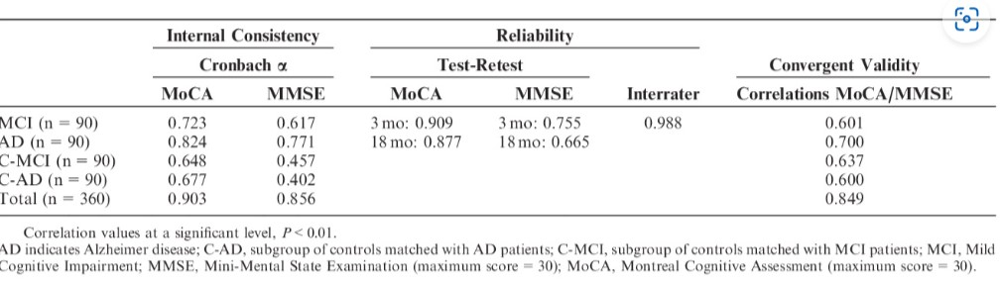 Internal Consistency Reliability
Cronbach α Test-Retest Convergent Validity
MoCA MMSE MoCA MMSE Interrater Correlations MoCA/MMSE
MCI (n = 90) 0.723 0.617 3 mo: 0.909 3 mo: 0.755 0.988 0.601
AD (n = 90) 0.824 0.771 18 mo: 0.877 18 mo: 0.665 0.700
C-MCI (n = 90) 0.648 0.457 0.637
C-AD (n = 90) 0.677 0.402 0.600
Total (n = 360) 0.903 0.856 0.849
Correlation values at a significant level, P < 0.01.
AD indicates Alzheimer disease; C-AD, subgroup of controls matched with AD patients; C-MCI, subgroup of controls matched with MCI patients; MCI, Mild
Cognitive Impairment; MMSE, Mini-Mental State Examination (maximum score = 30); MoCA, Montreal Cognitive Assessment (maximum score = 30).